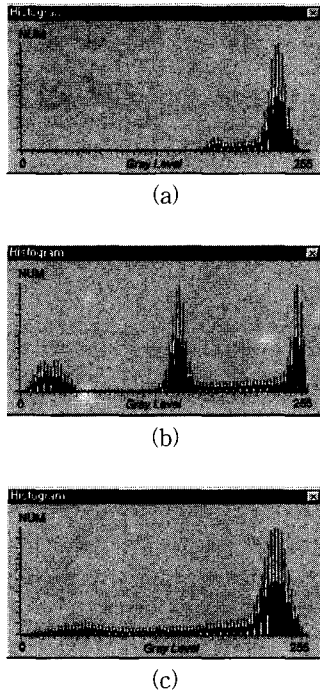 Histogram
NUM
0 Gray Level 255
(a)
Histogram
NUM
0 Gray Level 255
(b)
Histogram
NUM
0 Gray Level 255
(c)